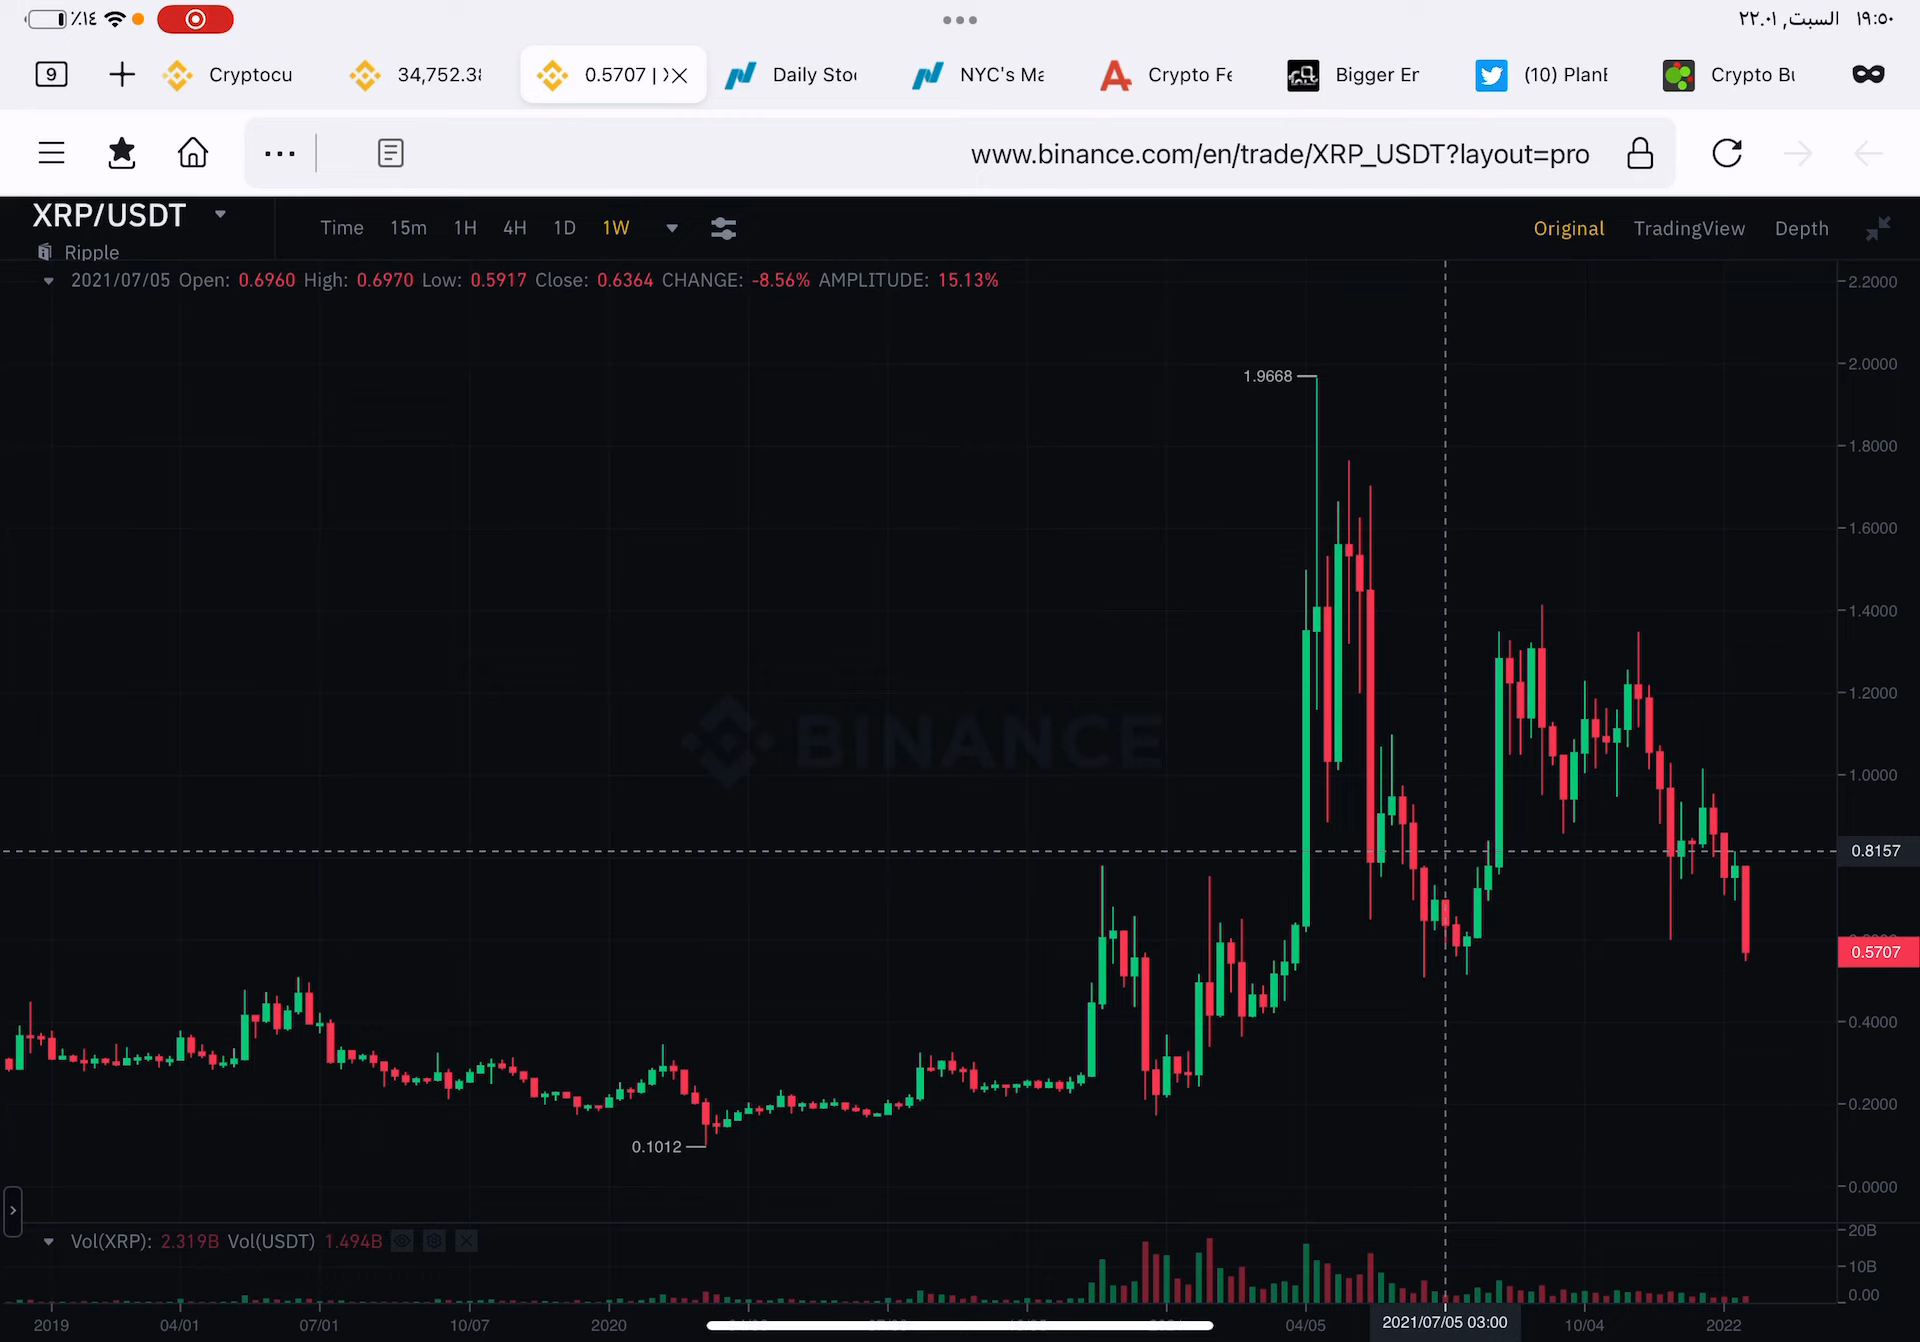 ٪١٤
السبت, ٢٢.٠١ ١٩:٥٠
9 Cryptocu 34,752.38 0.5707 | X Daily Stoc NYC's Ma Crypto Fe Bigger Er (10) PlanB Crypto Bu
www.binance.com/en/trade/XRP_USDT?layout=pro
XRP/USDT
Ripple
Time 15m 1H 4H 1D 1W
Original TradingView Depth
2021/07/05 Open: 0.6960 High: 0.6970 Low: 0.5917 Close: 0.6364 CHANGE: -8.56% AMPLITUDE: 15.13%
2.2000
2.0000
1.9668
1.8000
1.6000
1.4000
1.2000
BINANCE
1.0000
0.8157
0.5707
0.4000
0.2000
0.1012
0.0000
Vol(XRP): 2.319B Vol(USDT) 1.494B
20B
10B
0.00
2019 04/01 07/01 10/07 2020 04/05 2021/07/05 03:00 10/04 2022